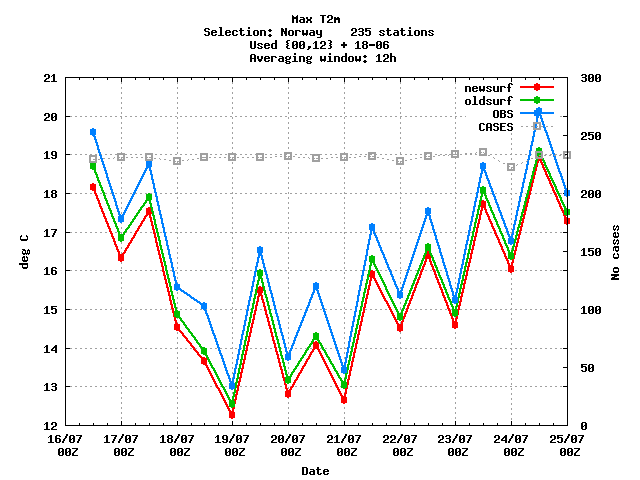 Max T2m
Selection: Norway    235 stations
Used {00,12} + 18-06
Averaging window: 12h
21
20
19
18
17
16
15
14
13
12
deg C
300
250
200
150
100
50
0
No cases
newsurf
oldsurf
OBS
CASES
16/07 17/07 18/07 19/07 20/07 21/07 22/07 23/07 24/07 25/07
00Z 00Z 00Z 00Z 00Z 00Z 00Z 00Z 00Z 00Z
Date